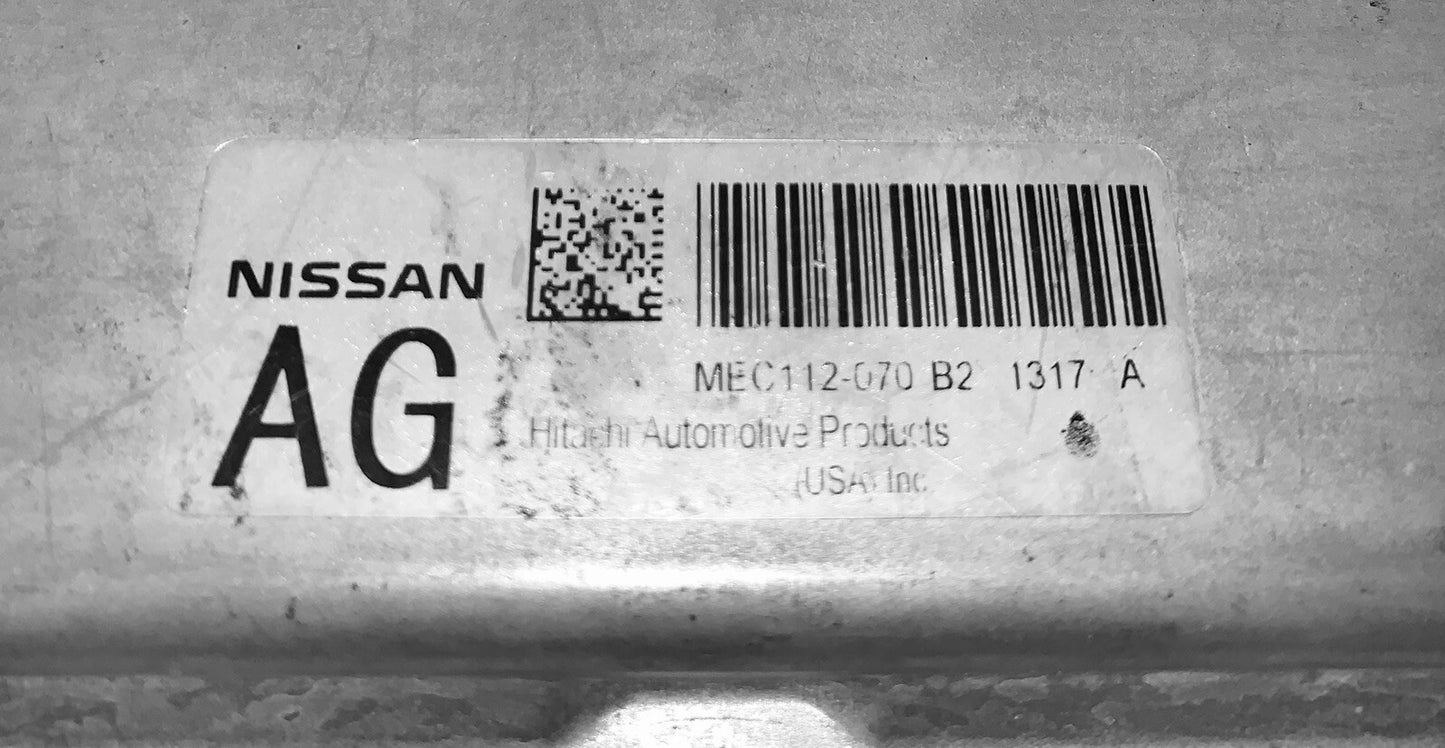 NISSAN
AG
MEC112-070 B2 1317 A
Hitachi Automotive Products
(USA) Inc.